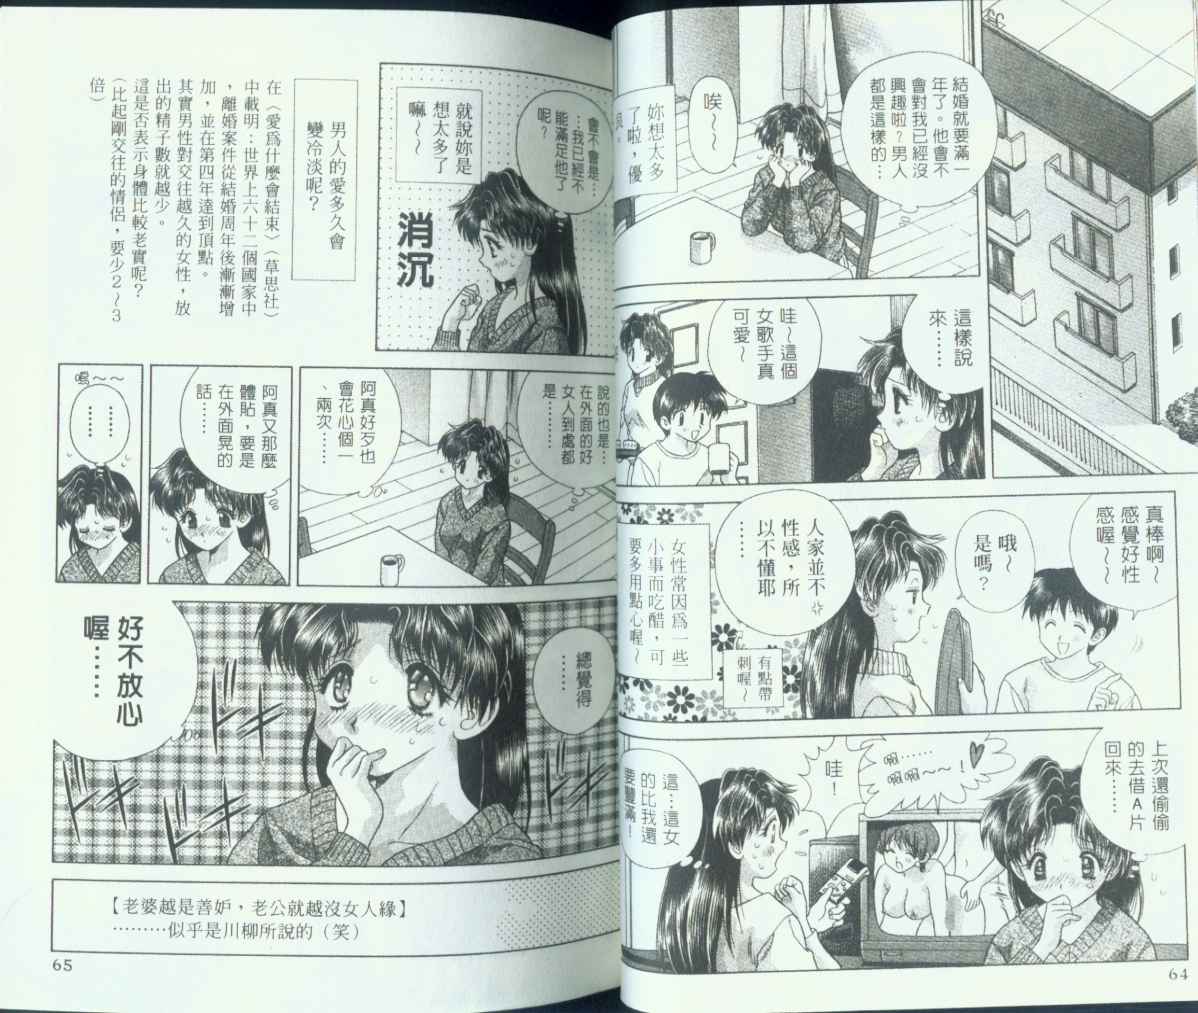 結婚就要滿一
年了。他會不
會對我已經沒
興趣啦？男人
都是這樣的…
唉～～
妳想太多
了啦，優
這樣說
來……
哇～這個
女歌手真
可愛～
真棒啊～
感覺好性
感喔～～
哦～
是嗎？
人家並不
性感，所
以不懂耶
……
有點帶
刺喔～
女性常因爲一些
小事而吃醋，可
要多用點心喔～
上次還偷偷
的去借A片
回來……
啊……
啊啊～～！
哇！
這…這女
的比我還
要豐滿！
64
會不會是…
…我已經不
能滿足他了
呢？
就說妳是
想太多了
嘛～～
消沉
男人的愛多久會
變冷淡呢？
在〈愛爲什麼會結束〉（草思社）
中載明：世界上六十二個國家中
，離婚案件從結婚周年後漸漸增
加，並在第四年達到頂點。
其實男性對交往越久的女性，放
出的精子數就越少。
這是否表示身體比較老實呢？
（比起剛交往的情侶，要少2～3
倍）
說的也是…
在外面的好
女人到處都
是……
阿真好歹也
會花心個一
、兩次……
阿真又那麼
體貼，要是
在外面晃的
話……
嗚～～
……
……
總覺得
……
好不放心
喔……
ドキ
ドキ
ドキ
ドキ
【老婆越是善妒，老公就越沒女人緣】
………似乎是川柳所說的（笑）
65